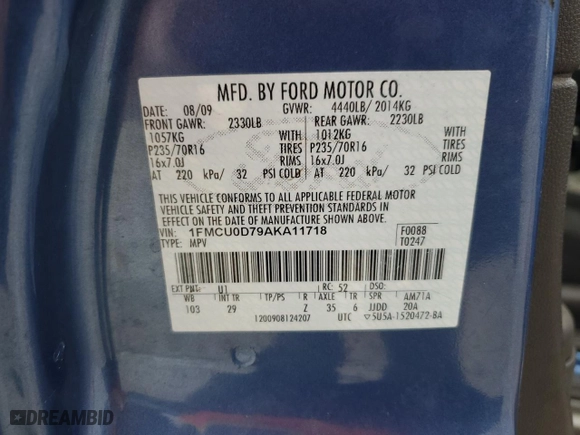 MFD. BY FORD MOTOR CO.
DATE: 08/09 GVWR: 4440LB/ 2014KG
FRONT GAWR: 2330LB REAR GAWR: 2230LB
1057KG WITH 1012KG WITH
P235/70R16 TIRES P235/70R16 TIRES
16x7.0J RIMS 16x7.0J RIMS
AT 220 kPa/ 32 PSI COLD AT 220 kPa/ 32 PSI COLD
THIS VEHICLE CONFORMS TO ALL APPLICABLE FEDERAL MOTOR
VEHICLE SAFETY AND THEFT PREVENTION STANDARDS IN
EFFECT ON THE DATE OF MANUFACTURE SHOWN ABOVE.
VIN: 1FMCU0D79AKA11718 F0088
TYPE: MPV T0247
EXT PNT: U1 RC: 52 DSO:
WB INT TR TP/PS R AXLE TR SPR AM71A
103 29 Z 35 6 JJDD 20A
1200908124207 UTC ▽5U5A-1520472-BA
DREAMBID